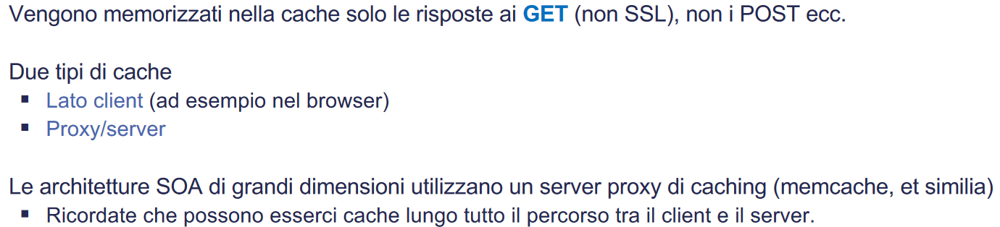 Vengono memorizzati nella cache solo le risposte ai GET (non SSL), non i POST ecc.
Due tipi di cache
▪ Lato client (ad esempio nel browser)
▪ Proxy/server
Le architetture SOA di grandi dimensioni utilizzano un server proxy di caching (memcache, et similia)
▪ Ricordate che possono esserci cache lungo tutto il percorso tra il client e il server.